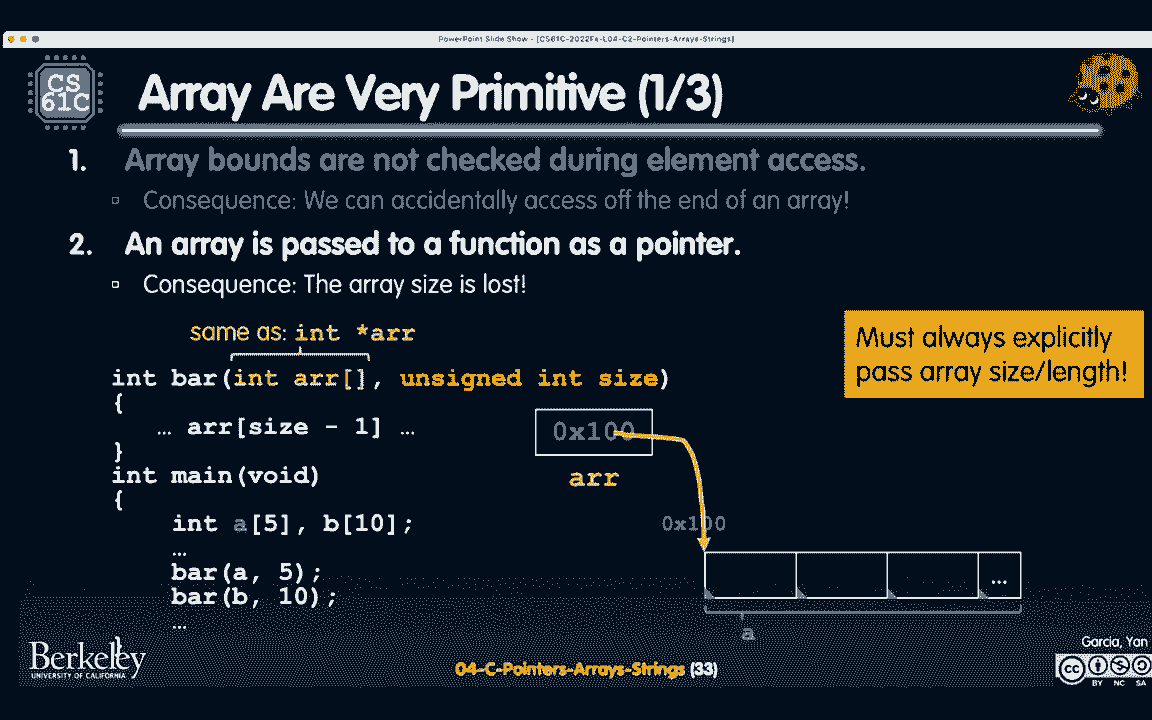 PowerPoint Slide Show - [CS61C-2022Fa-L04-C2-Pointers-Arrays-Strings]
CS
61C
Array Are Very Primitive (1/3)
1. Array bounds are not checked during element access.
▫ Consequence: We can accidentally access off the end of an array!
2. An array is passed to a function as a pointer.
▫ Consequence: The array size is lost!
same as: int *arr
Must always explicitly
pass array size/length!
int bar(int arr[], unsigned int size)
{
… arr[size - 1] …
}
int main(void)
{
int a[5], b[10];
…
bar(a, 5);
bar(b, 10);
…
0x100
arr
0x100
...
a
Berkeley
UNIVERSITY OF CALIFORNIA
04-C-Pointers-Arrays-Strings (33)
Garcia, Yan
cc
BY NC SA